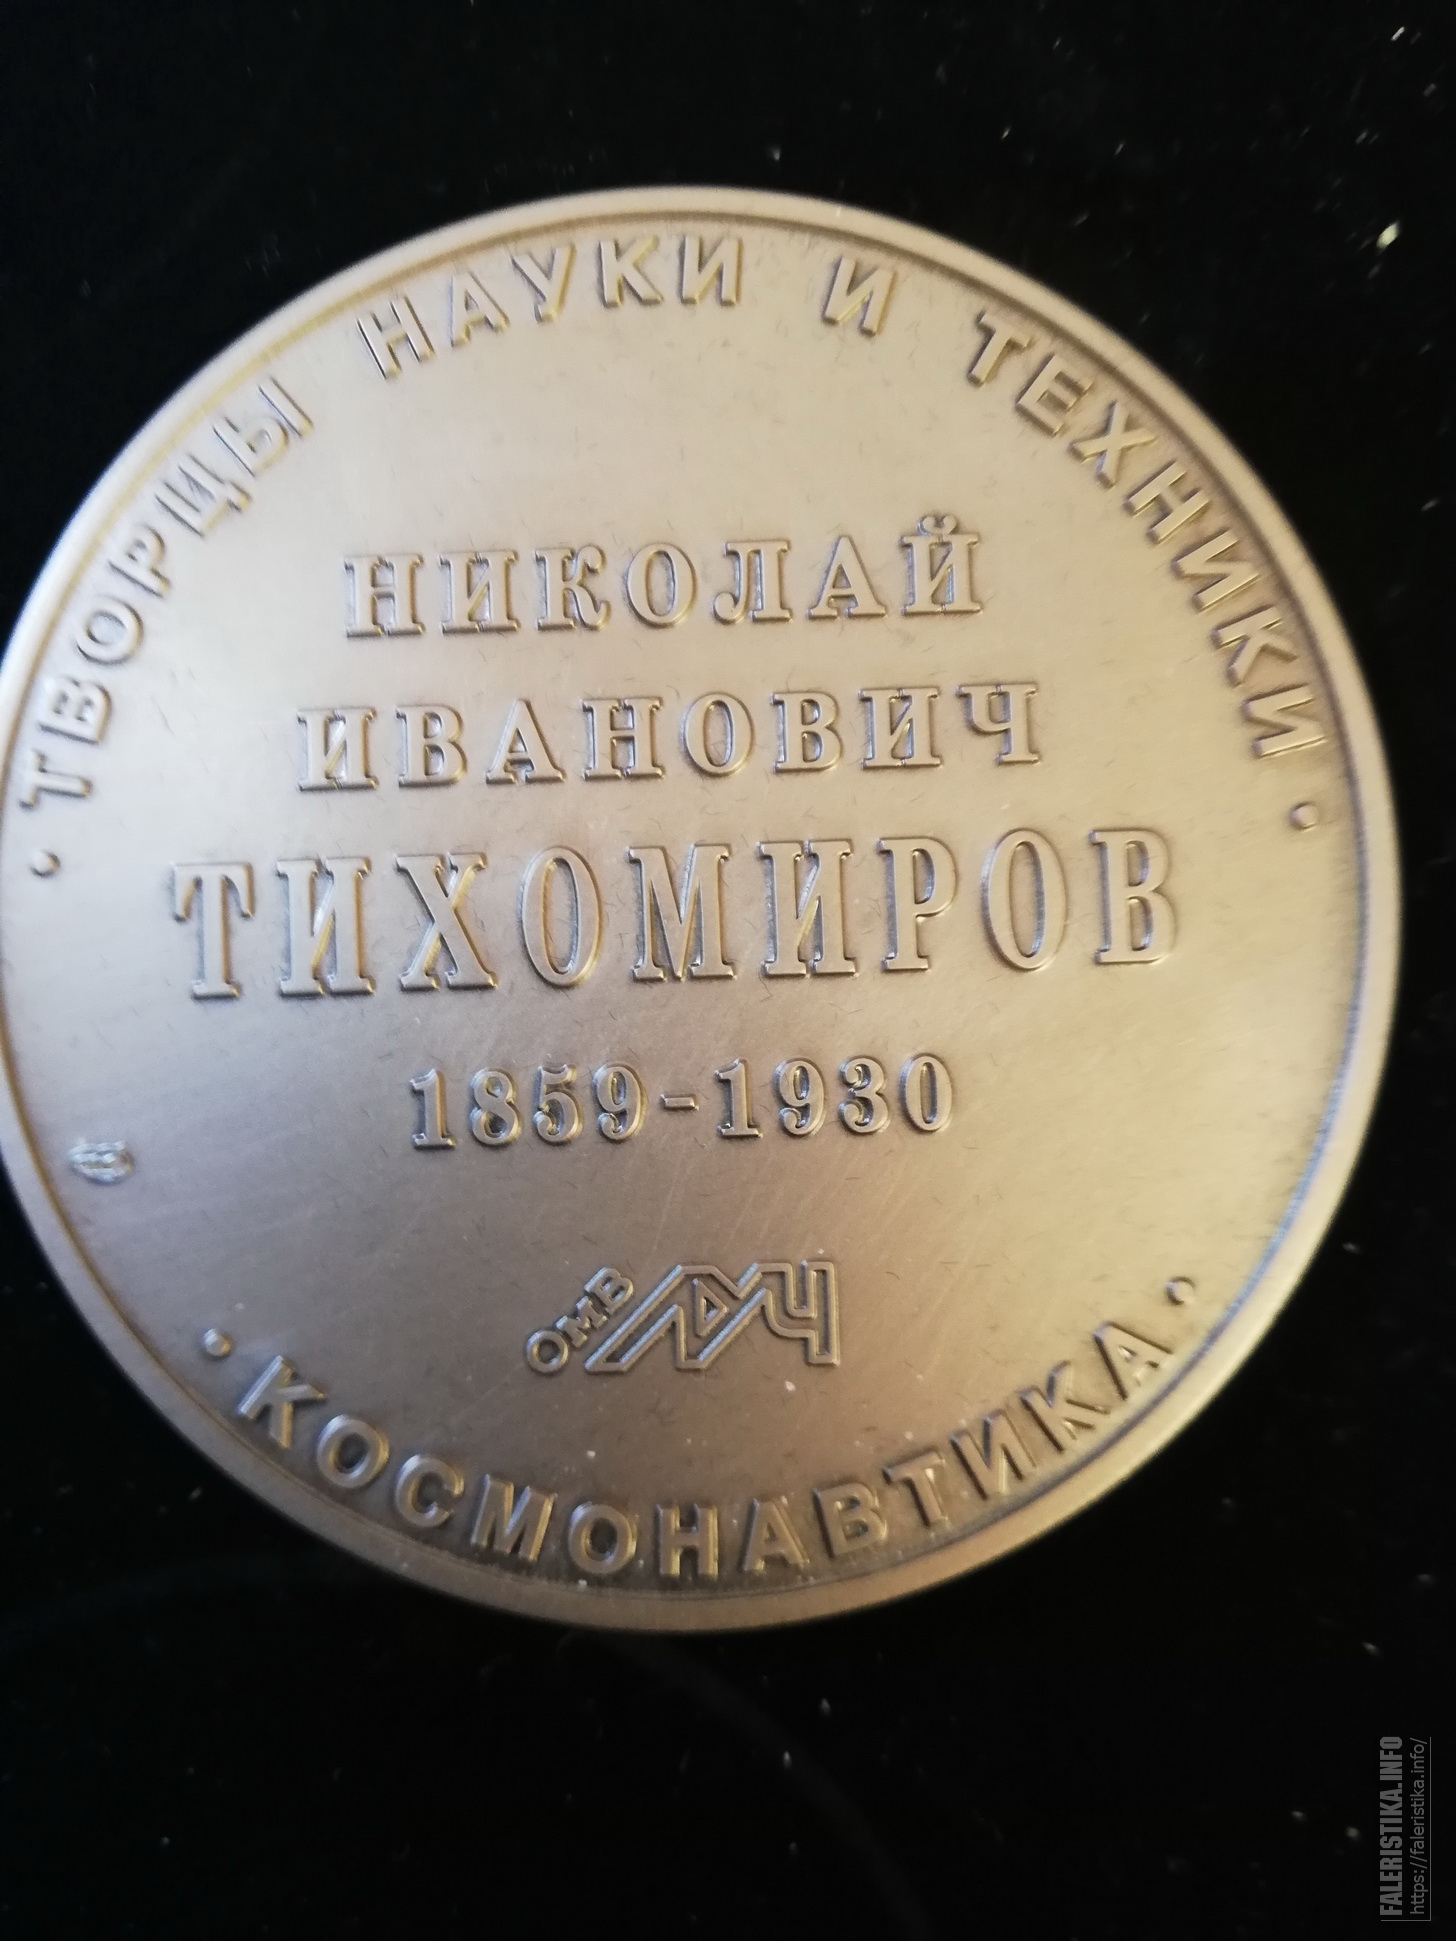 · ТВОРЦЫ НАУКИ И ТЕХНИКИ ·
НИКОЛАЙ
ИВАНОВИЧ
ТИХОМИРОВ
1859-1930
ОМВ
· КОСМОНАВТИКА ·
FALERISTIKA.INFO
https://faleristika.info/